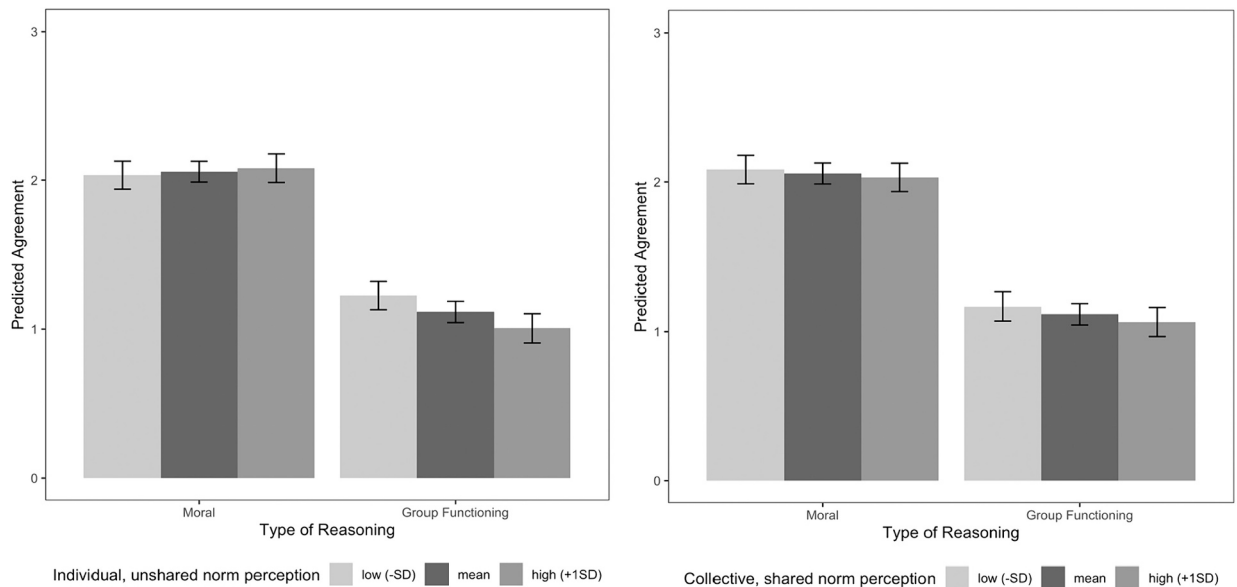 3
2
1
0
Predicted Agreement
Moral
Group Functioning
Type of Reasoning
Individual, unshared norm perception low (-SD) mean high (+1SD)
3
2
1
0
Predicted Agreement
Moral
Group Functioning
Type of Reasoning
Collective, shared norm perception low (-SD) mean high (+1SD)